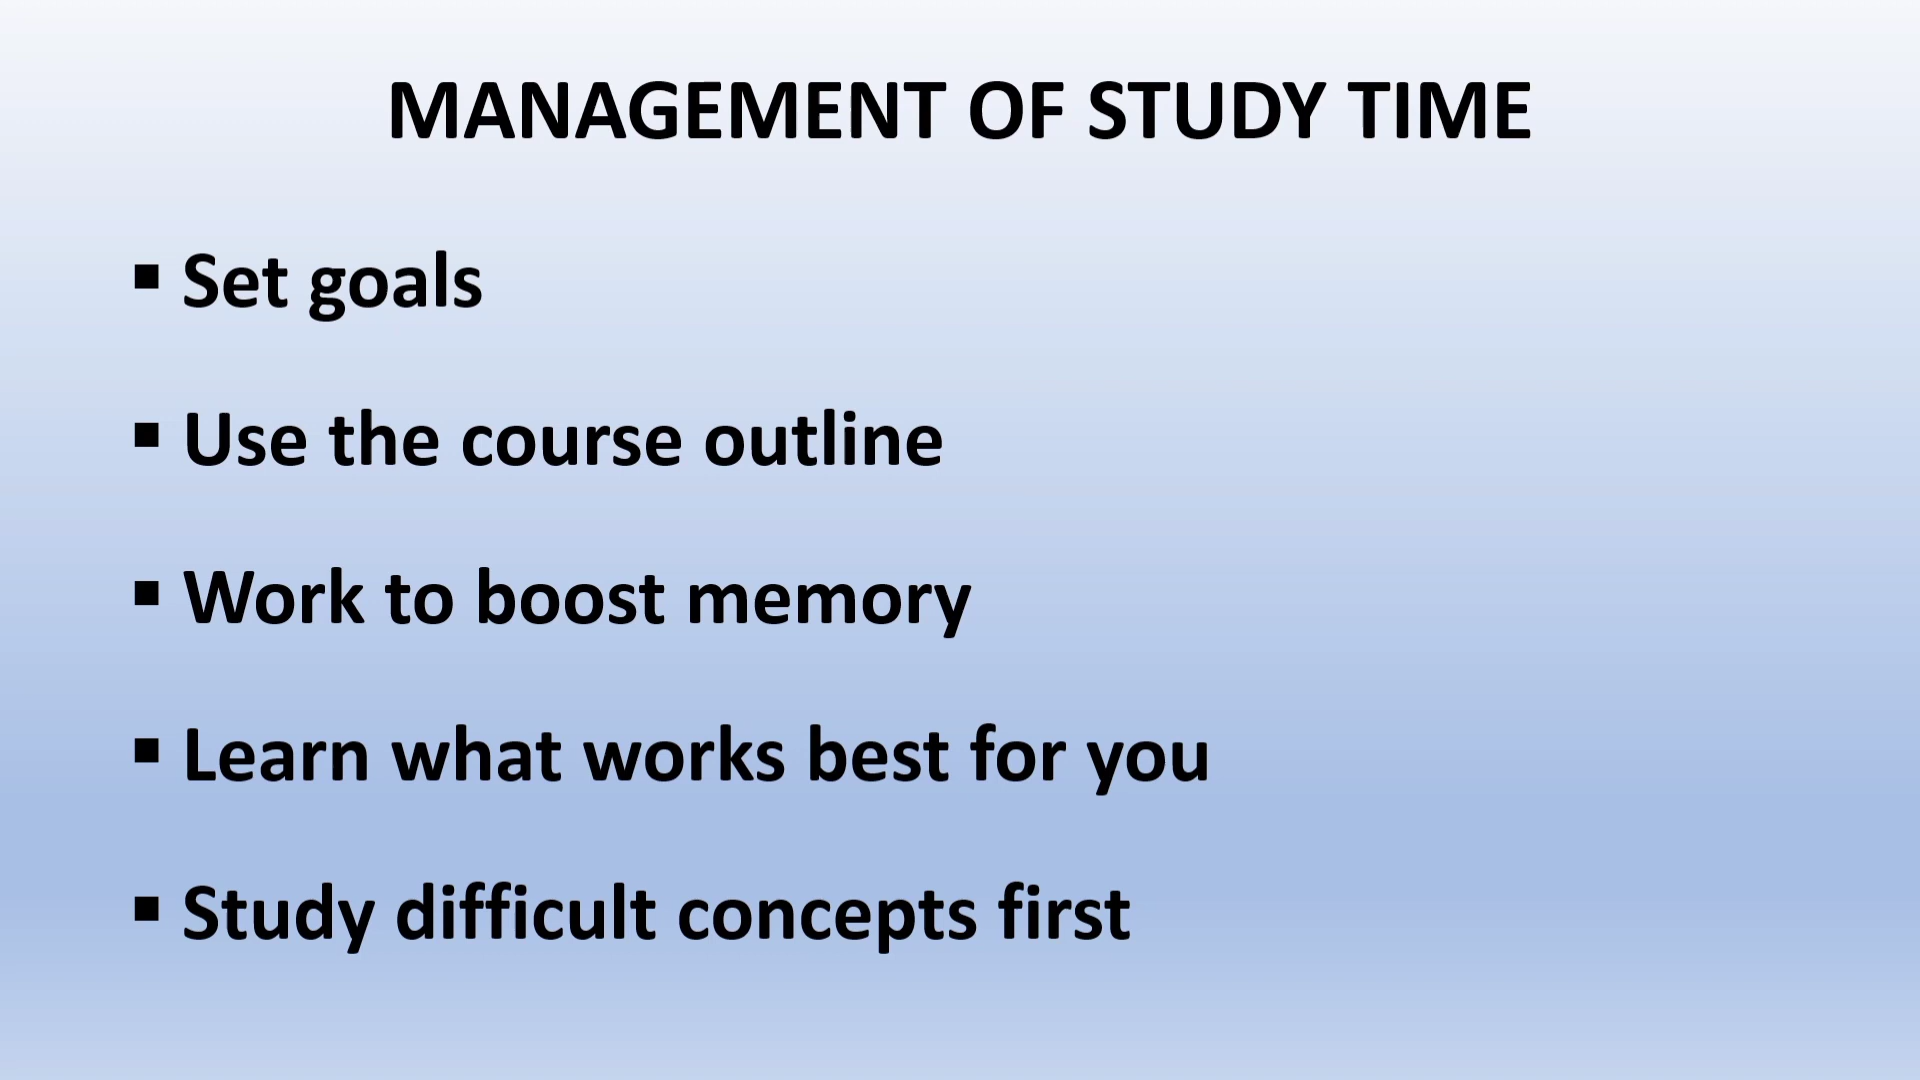 MANAGEMENT OF STUDY TIME
▪ Set goals
▪ Use the course outline
▪ Work to boost memory
▪ Learn what works best for you
▪ Study difficult concepts first